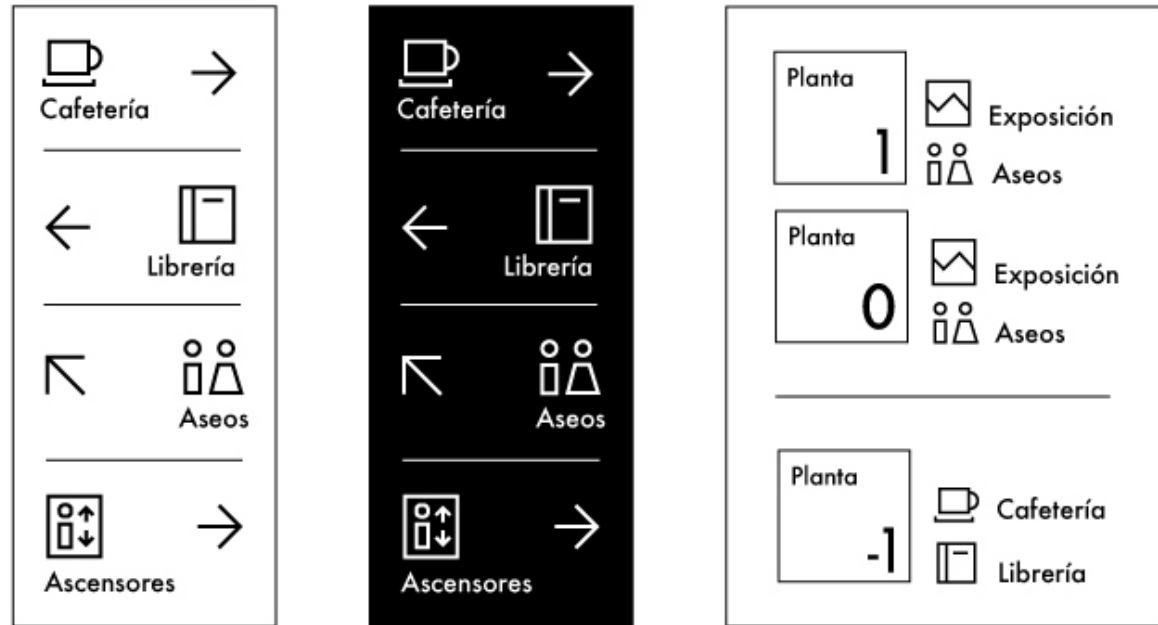 Cafetería
Librería
Aseos
Ascensores
Cafetería
Librería
Aseos
Ascensores
Planta
1
Exposición
Aseos
Planta
0
Exposición
Aseos
Planta
-1
Cafetería
Librería